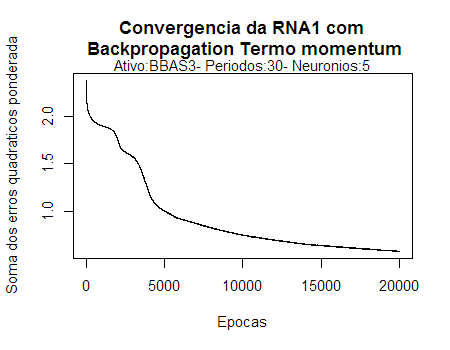 Convergencia da RNA1 com
Backpropagation Termo momentum
Ativo:BBAS3- Periodos:30- Neuronios:5
Soma dos erros quadraticos ponderada
2.0
1.5
1.0
0 5000 10000 15000 20000
Epocas